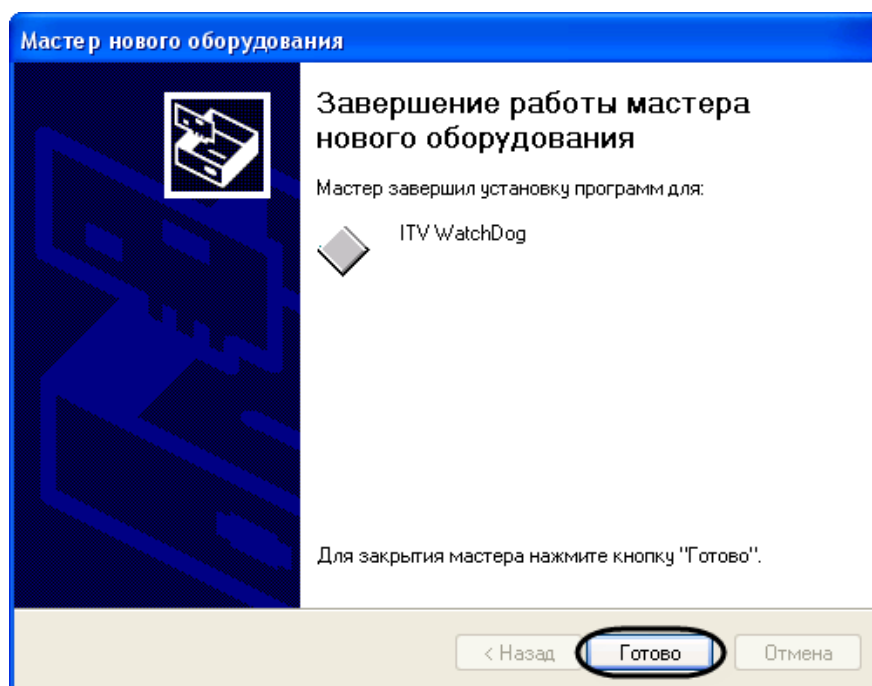 Мастер нового оборудования
Завершение работы мастера
нового оборудования
Мастер завершил установку программ для:
ITV WatchDog
Для закрытия мастера нажмите кнопку "Готово".
< Назад Готово Отмена